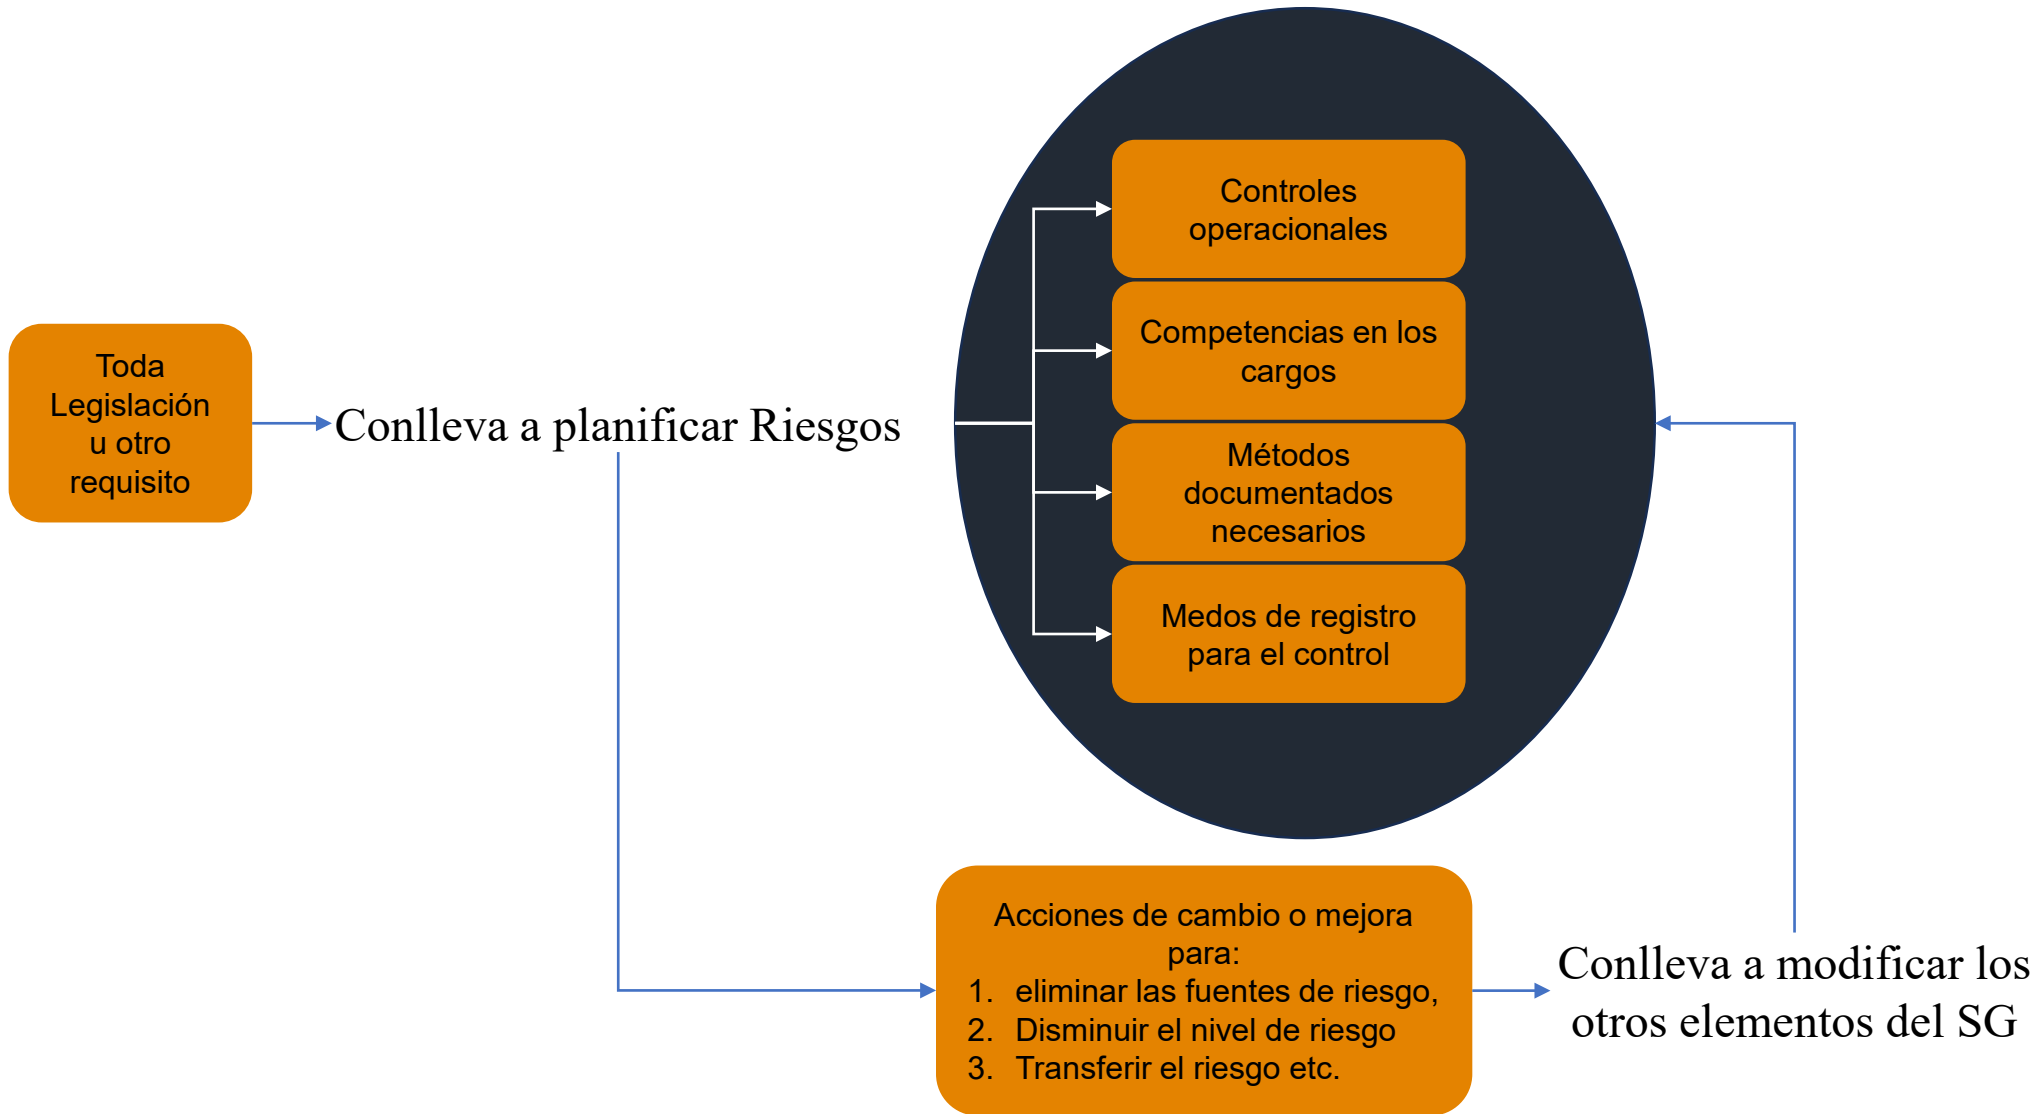 Toda
Legislación
u otro
requisito
Conlleva a planificar Riesgos
Controles
operacionales
Competencias en los
cargos
Métodos
documentados
necesarios
Medos de registro
para el control
Acciones de cambio o mejora
para:
1. eliminar las fuentes de riesgo,
2. Disminuir el nivel de riesgo
3. Transferir el riesgo etc.
Conlleva a modificar los
otros elementos del SG